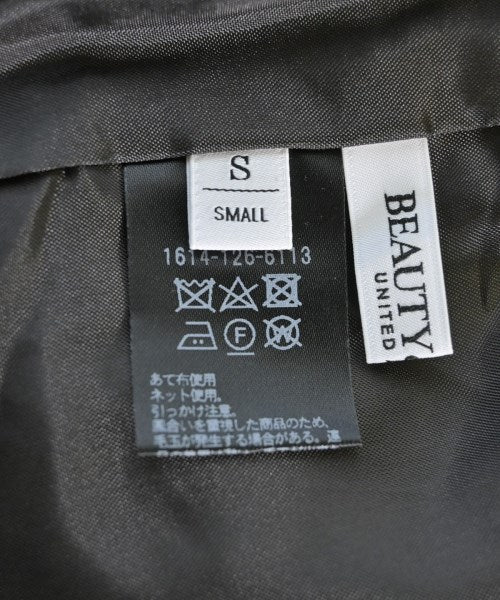 S
SMALL
1614-126-6113
F
W
あて布使用
ネット使用。
引っかけ注意。
風合いを重視した商品のため、
毛玉が発生する場合がある。
BEAUTY
UNITED